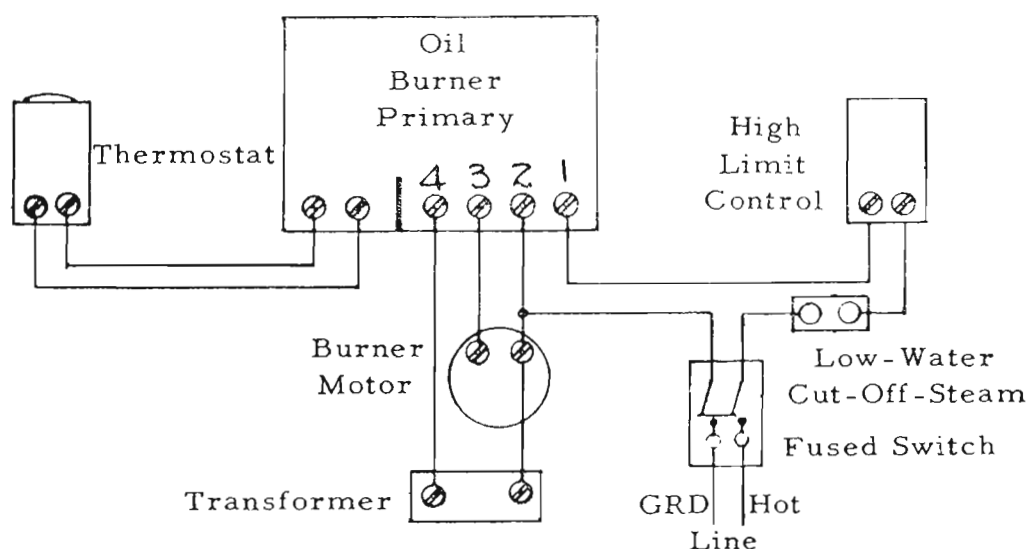 Oil
Burner
Primary
Thermostat
4 3 2 1
High
Limit
Control
Burner
Motor
Low-Water
Cut-Off-Steam
Fused Switch
Transformer
GRD Hot
Line